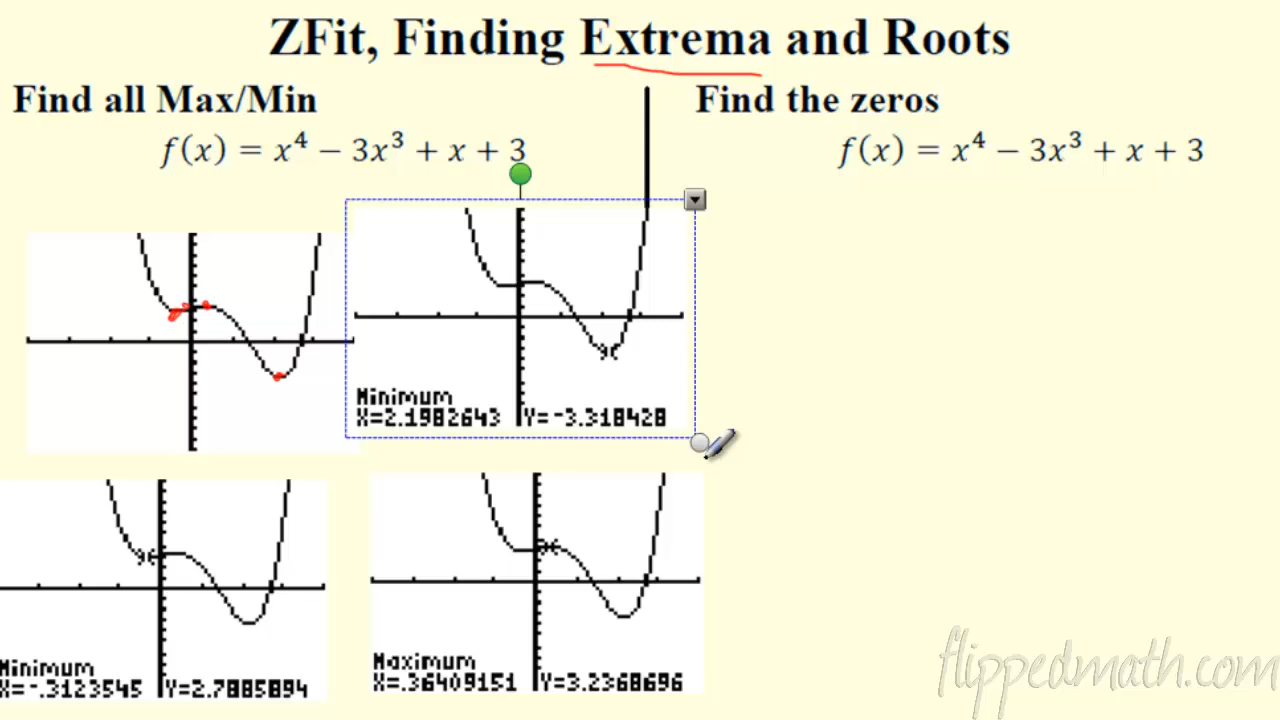 ZFit, Finding Extrema and Roots
Find all Max/Min
f(x) = x⁴ − 3x³ + x + 3
Find the zeros
f(x) = x⁴ − 3x³ + x + 3
Minimum
X=2.1982643 Y=-3.318428
Minimum
X=-.3123545 Y=2.7885894
Maximum
X=.36409151 Y=3.2368696
flippedmath.com